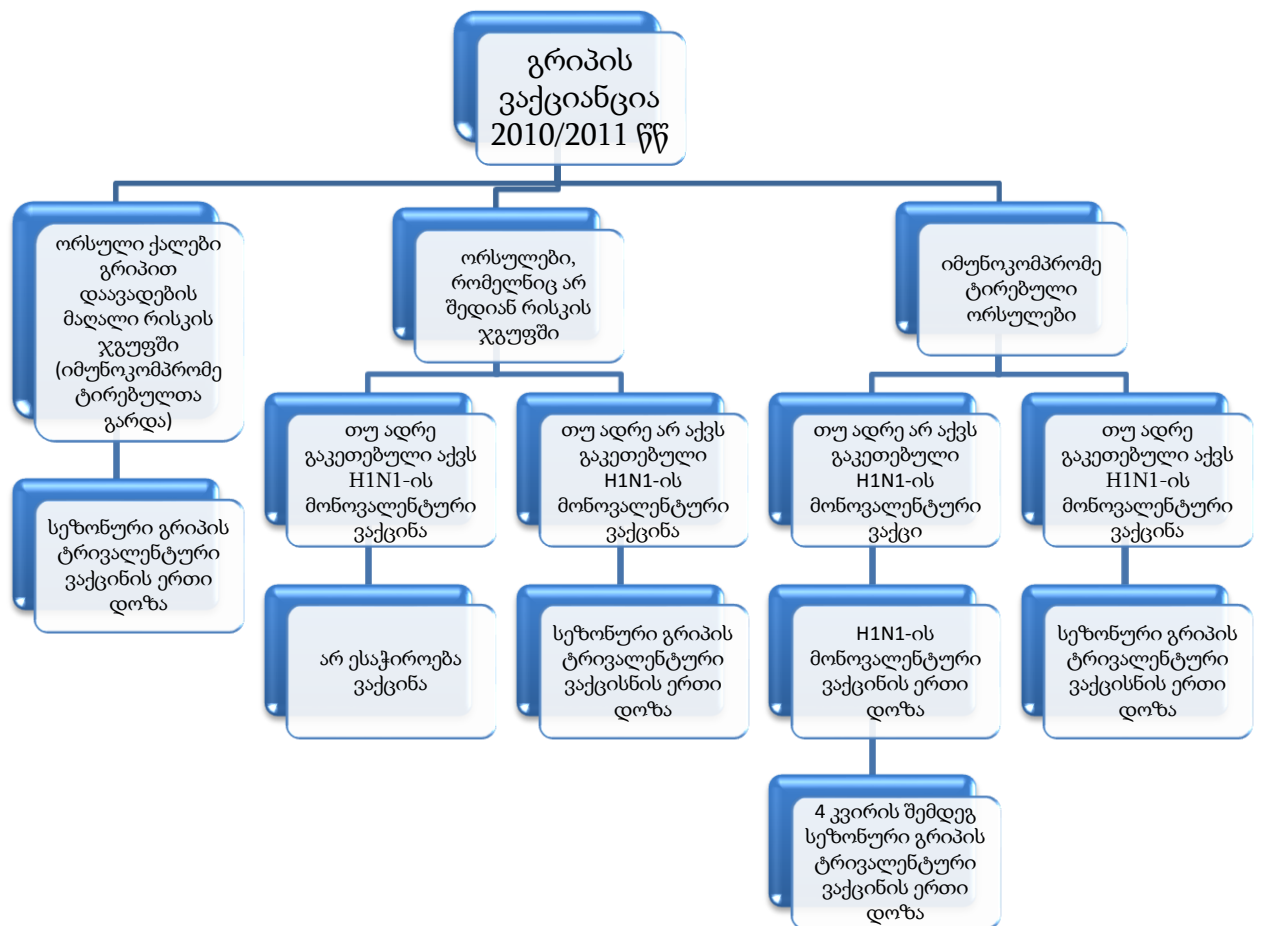 გრიპის
ვაქციანცია
2010/2011 წწ
ორსული ქალები
გრიპით
დაავადების
მაღალი რისკის
ჯგუფში
(იმუნოკომპრომე
ტირებულთა
გარდა)
სეზონური გრიპის
ტრივალენტური
ვაქცინის ერთი
დოზა
ორსულები,
რომელნიც არ
შედიან რისკის
ჯგუფში
თუ ადრე
გაკეთებული აქვს
H1N1-ის
მონოვალენტური
ვაქცინა
არ ესაჭიროება
ვაქცინა
თუ ადრე არ აქვს
გაკეთებული
H1N1-ის
მონოვალენტური
ვაქცინა
სეზონური გრიპის
ტრივალენტური
ვაქცისნის ერთი
დოზა
იმუნოკომპრომე
ტირებული
ორსულები
თუ ადრე არ აქვს
გაკეთებული
H1N1-ის
მონოვალენტური
ვაქცი
H1N1-ის
მონოვალენტური
ვაქცინის ერთი
დოზა
4 კვირის შემდეგ
სეზონური გრიპის
ტრივალენტური
ვაქცინის ერთი
დოზა
თუ ადრე
გაკეთებული აქვს
H1N1-ის
მონოვალენტური
ვაქცინა
სეზონური გრიპის
ტრივალენტური
ვაქცისნის ერთი
დოზა